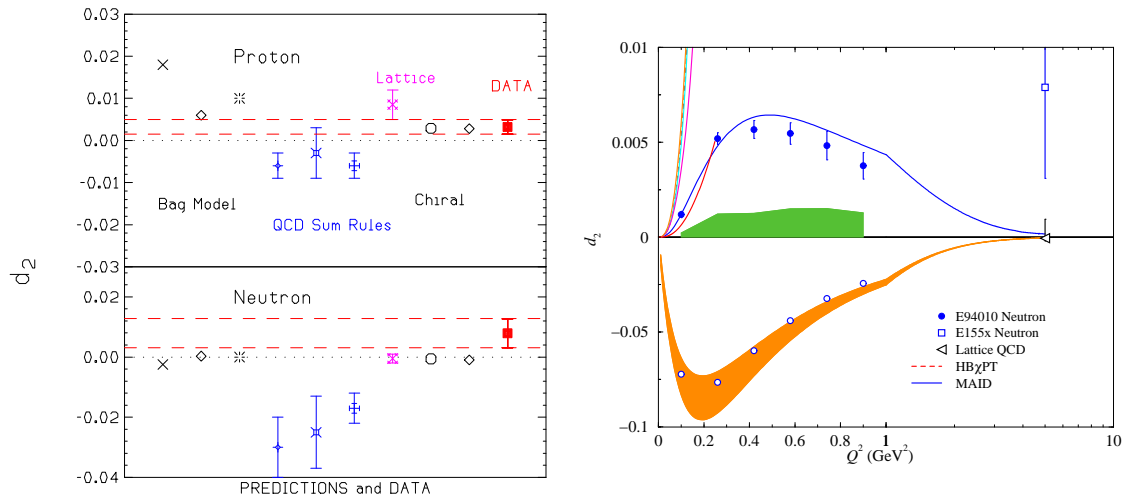 0.03
0.02
0.01
0.00
-0.01
-0.02
-0.03
Proton
Lattice
DATA
Bag Model
QCD Sum Rules
Chiral
d2
0.02
0.00
-0.02
-0.04
Neutron
PREDICTIONS and DATA
0.01
0.005
0
−0.05
−0.1
d2
E94010 Neutron
E155x Neutron
Lattice QCD
HBχPT
MAID
0 0.2 0.4 0.6 0.8 1 1 10
Q² (GeV²)